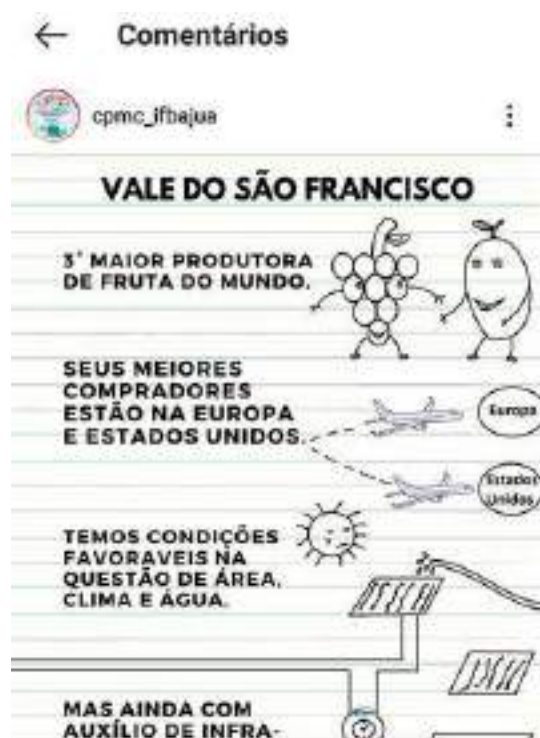 Comentários
cpmc_ifbajua
VALE DO SÃO FRANCISCO
3° MAIOR PRODUTORA
DE FRUTA DO MUNDO.
SEUS MEIORES
COMPRADORES
ESTÃO NA EUROPA
E ESTADOS UNIDOS.
Europa
Estados
Unidos
TEMOS CONDIÇÕES
FAVORAVEIS NA
QUESTÃO DE ÁREA,
CLIMA E ÁGUA.
MAS AINDA COM
AUXÍLIO DE INFRA-